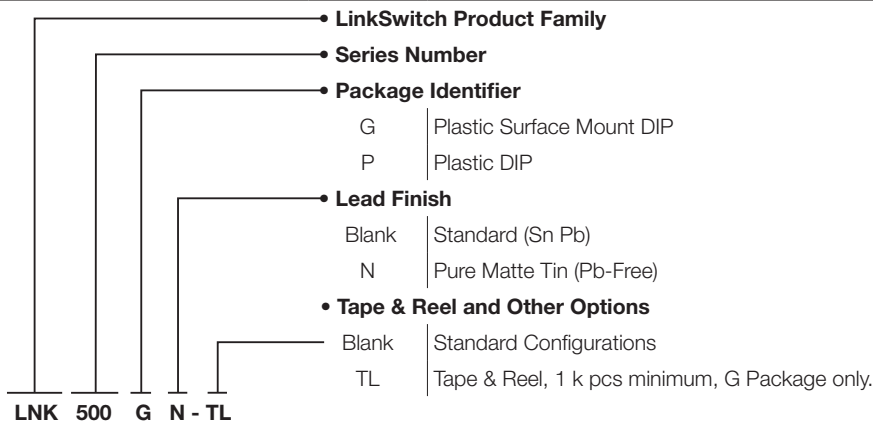 • LinkSwitch Product Family
• Series Number
• Package Identifier
G Plastic Surface Mount DIP
P Plastic DIP
• Lead Finish
Blank Standard (Sn Pb)
N Pure Matte Tin (Pb-Free)
• Tape & Reel and Other Options
Blank Standard Configurations
TL Tape & Reel, 1 k pcs minimum, G Package only.
LNK 500 G N - TL